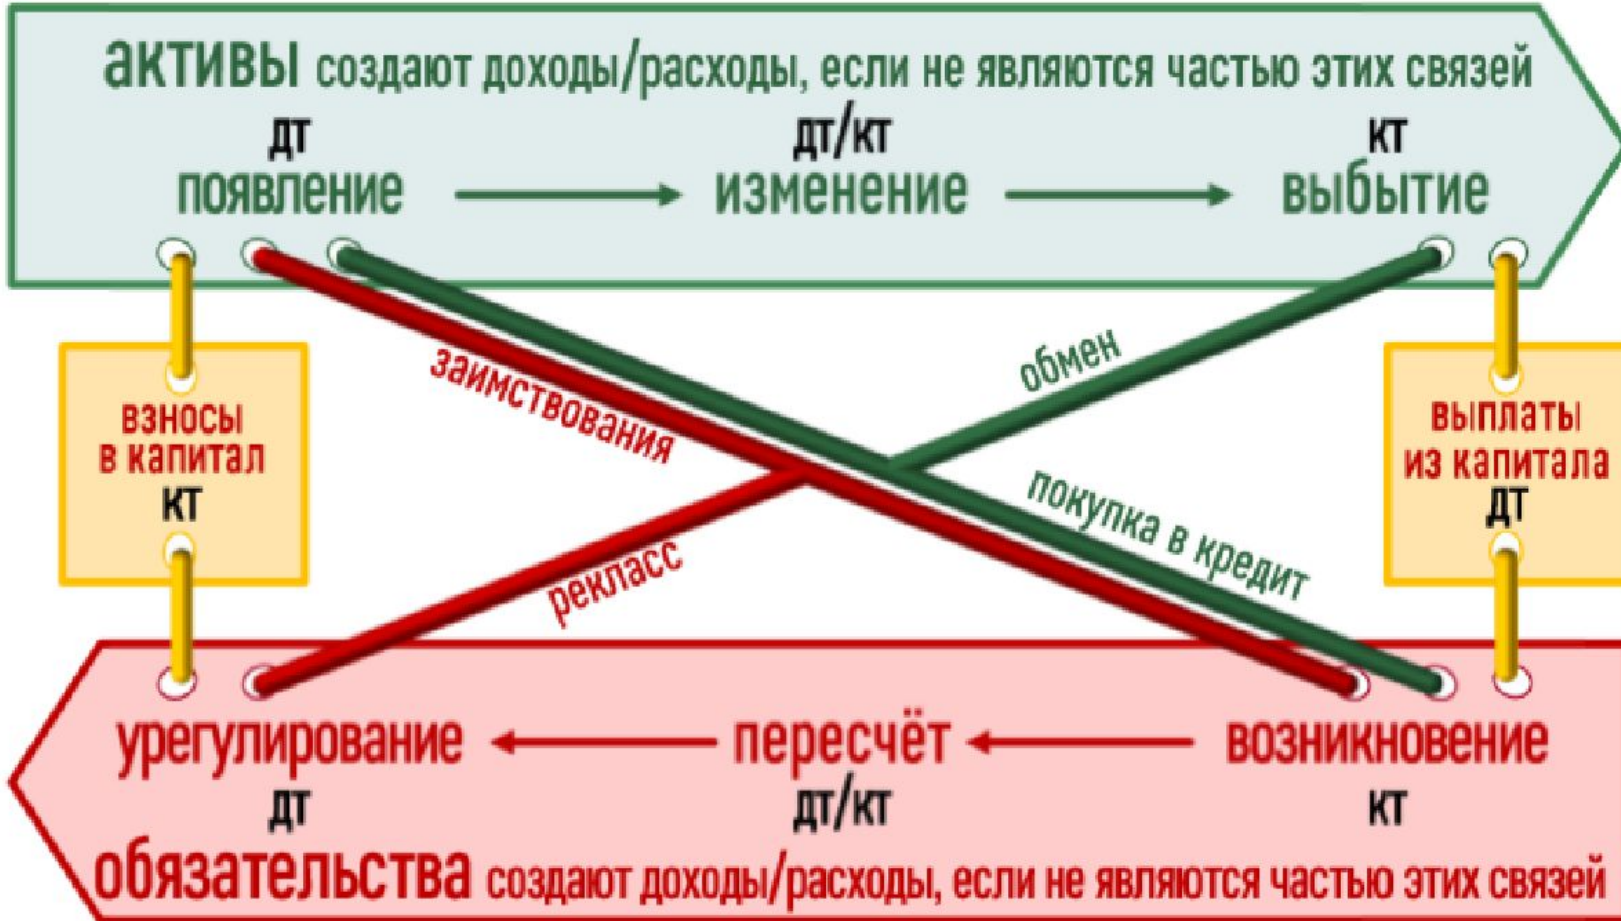 активы создают доходы/расходы, если не являются частью этих связей
дт дт/кт кт
появление изменение выбытие
заимствования
обмен
взносы
в капитал
кт
выплаты
из капитала
дт
покупка в кредит
рекласс
урегулирование пересчёт возникновение
дт дт/кт кт
обязательства создают доходы/расходы, если не являются частью этих связей